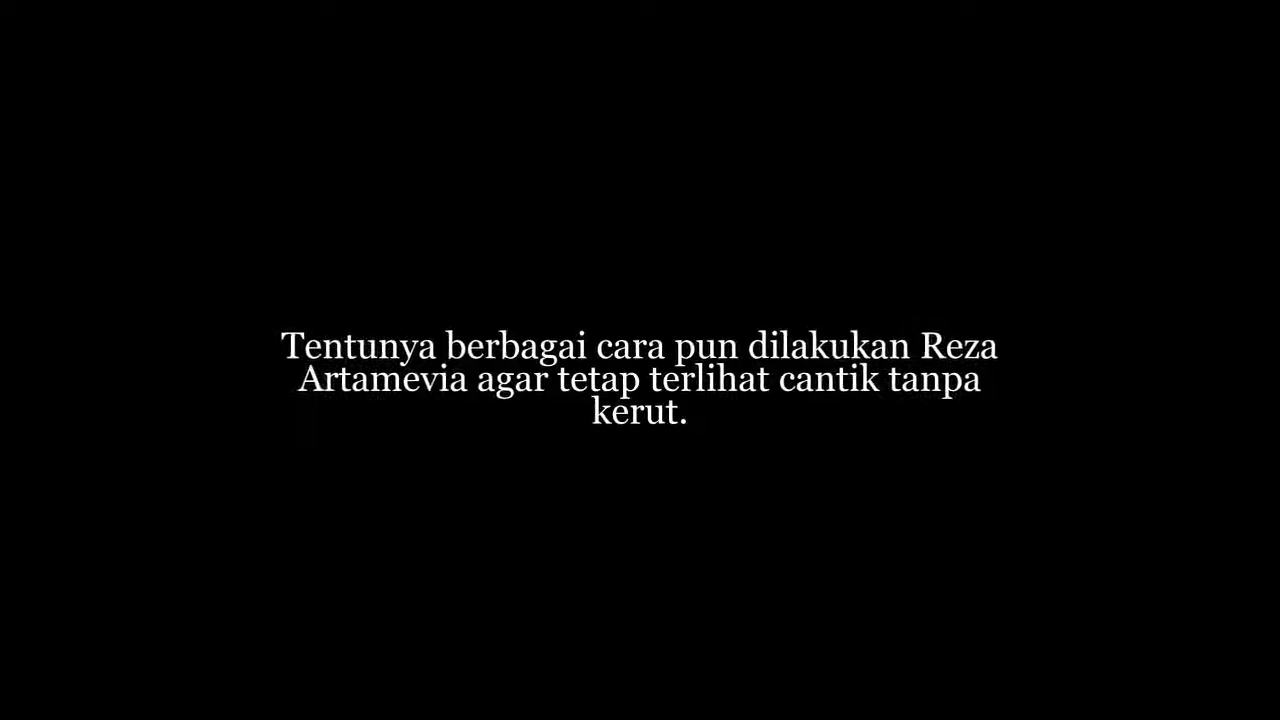 Tentunya berbagai cara pun dilakukan Reza
Artamevia agar tetap terlihat cantik tanpa
kerut.